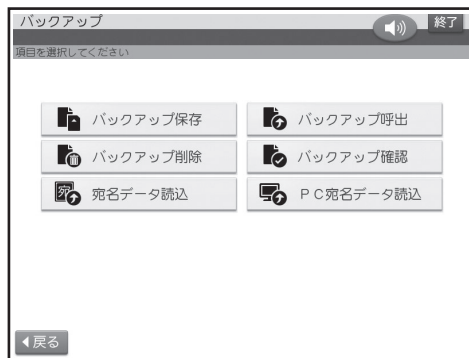 バックアップ
終了
項目を選択してください
バックアップ保存
バックアップ呼出
バックアップ削除
バックアップ確認
宛
宛名データ読込
PC宛名データ読込
戻る